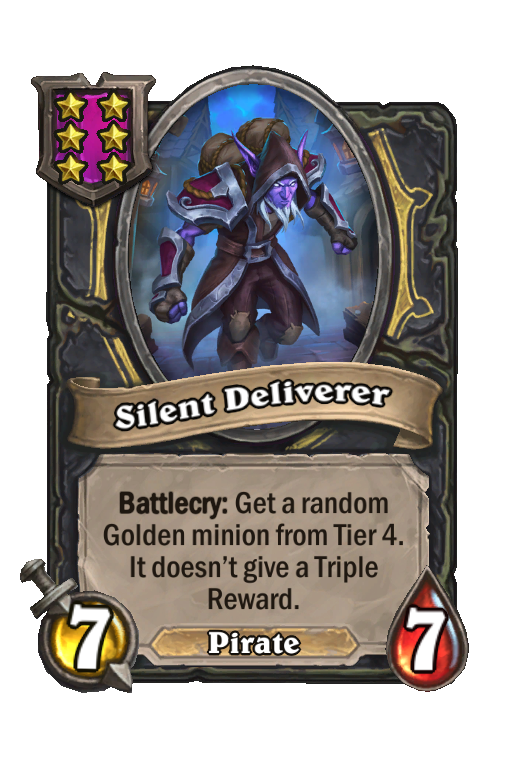 Silent Deliverer
Battlecry: Get a random
Golden minion from Tier 4.
It doesn't give a Triple
Reward.
7
Pirate
7